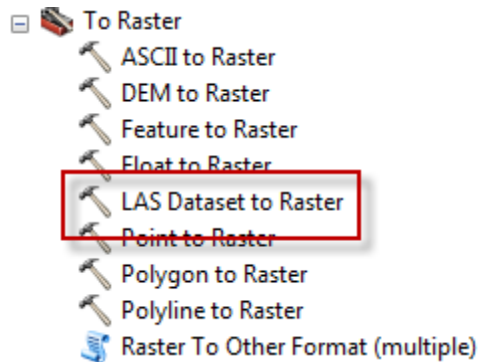 To Raster
ASCII to Raster
DEM to Raster
Feature to Raster
Float to Raster
LAS Dataset to Raster
Point to Raster
Polygon to Raster
Polyline to Raster
Raster To Other Format (multiple)